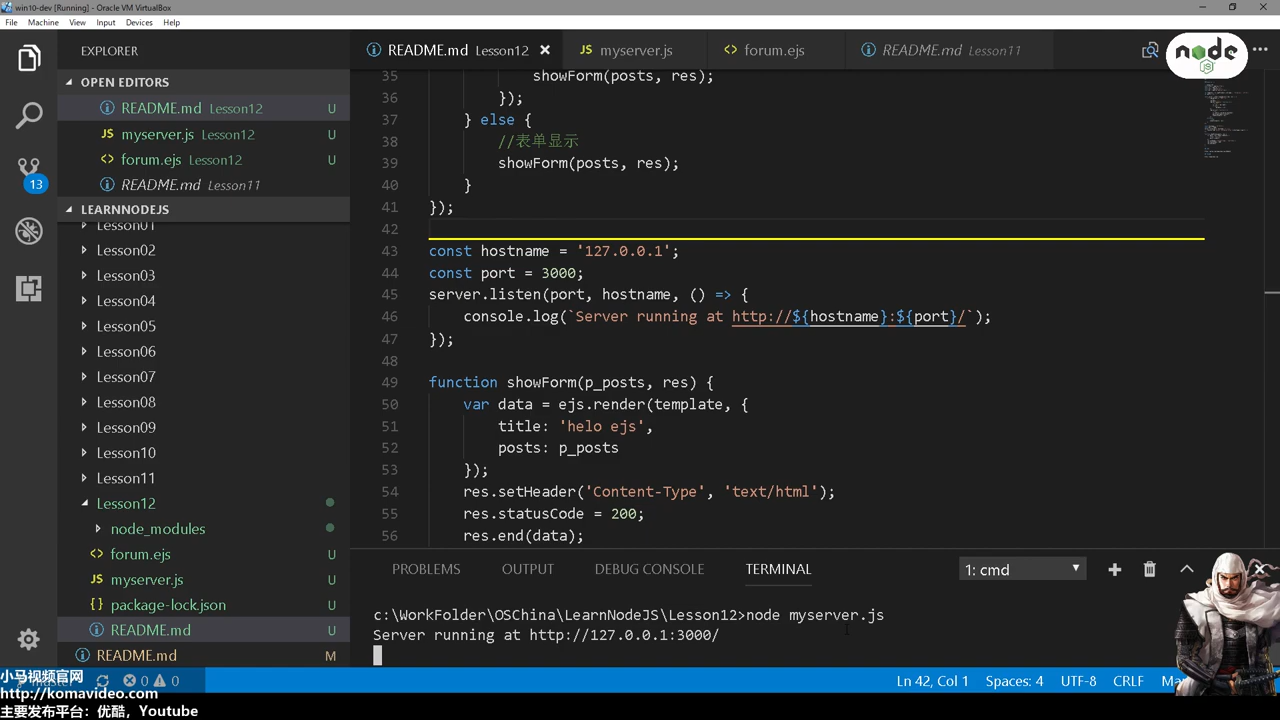 win10-dev [Running] - Oracle VM VirtualBox
File Machine View Input Devices Help
EXPLORER
OPEN EDITORS
README.md Lesson12 U
myserver.js Lesson12 U
forum.ejs Lesson12 U
README.md Lesson11
13
LEARNNODEJS
Lesson01
Lesson02
Lesson03
Lesson04
Lesson05
Lesson06
Lesson07
Lesson08
Lesson09
Lesson10
Lesson11
Lesson12
node_modules
forum.ejs U
myserver.js U
package-lock.json U
README.md U
README.md M
README.md Lesson12 myserver.js forum.ejs README.md Lesson11
node
JS
35 showForm(posts, res);
36 });
37 } else {
38 //表单显示
39 showForm(posts, res);
40 }
41 });
42
43 const hostname = '127.0.0.1';
44 const port = 3000;
45 server.listen(port, hostname, () => {
46 console.log(`Server running at http://${hostname}:${port}/`);
47 });
48
49 function showForm(p_posts, res) {
50 var data = ejs.render(template, {
51 title: 'helo ejs',
52 posts: p_posts
53 });
54 res.setHeader('Content-Type', 'text/html');
55 res.statusCode = 200;
56 res.end(data);
PROBLEMS OUTPUT DEBUG CONSOLE TERMINAL 1: cmd
c:\WorkFolder\OSChina\LearnNodeJS\Lesson12>node myserver.js
Server running at http://127.0.0.1:3000/
0 0 Ln 42, Col 1 Spaces: 4 UTF-8 CRLF
小马视频官网
http://komavideo.com
主要发布平台：优酷，Youtube